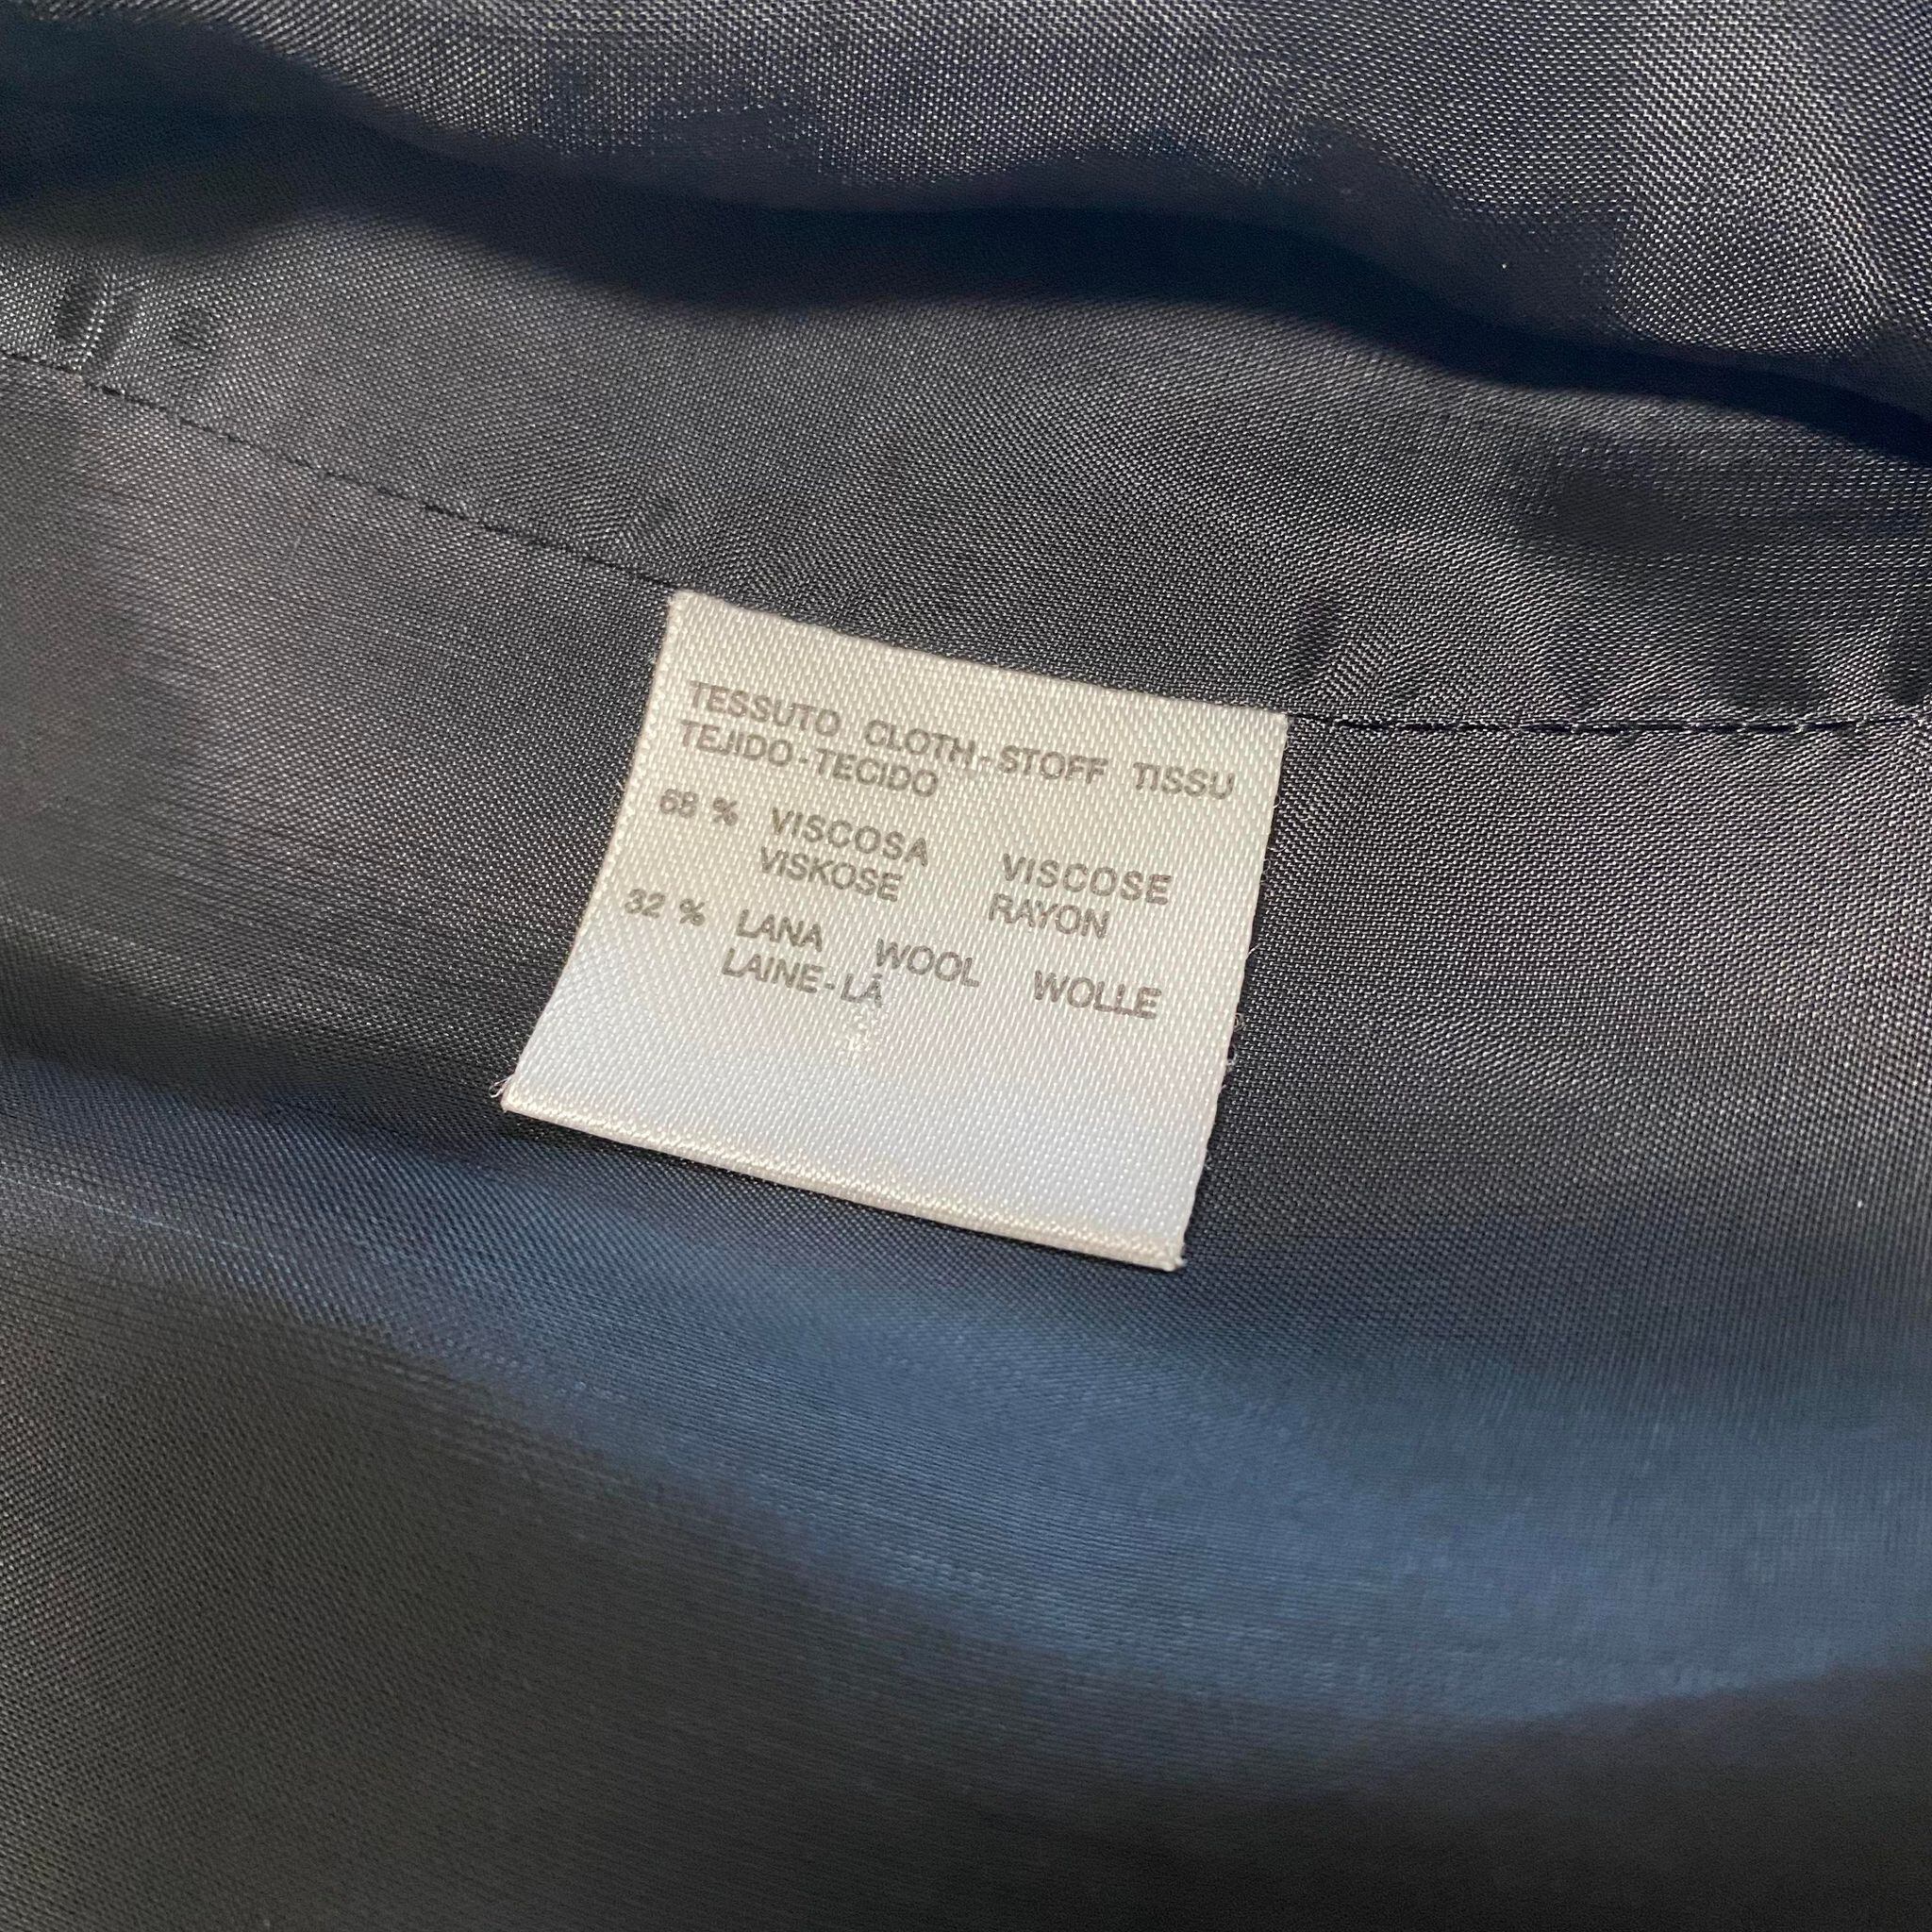 TESSUTO CLOTH-STOFF TISSU
TEJIDO-TECIDO
68 % VISCOSA VISCOSE
VISKOSE RAYON
32 % LANA WOOL WOLLE
LAINE-LÃ